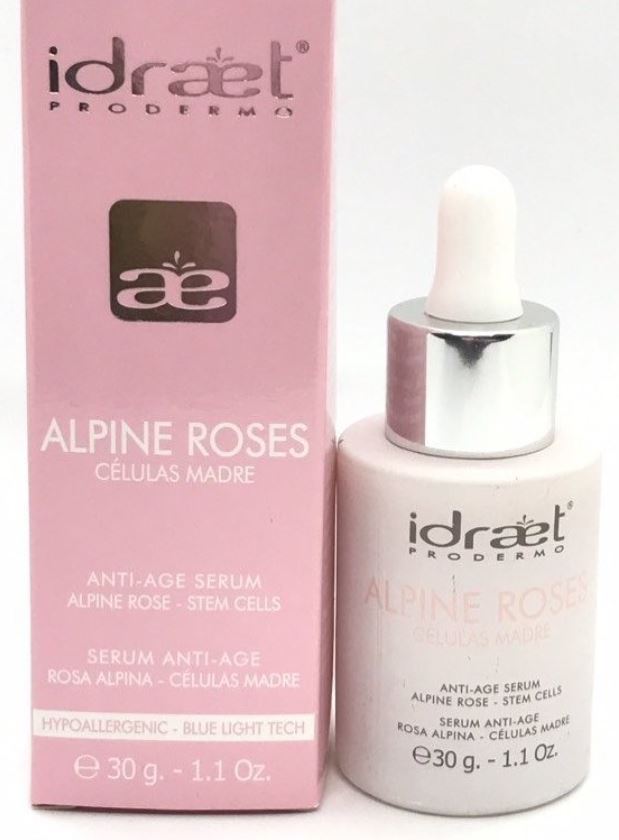 idraet®
PRODERMO
ae
ALPINE ROSES
CÉLULAS MADRE
ANTI-AGE SERUM
ALPINE ROSE - STEM CELLS
SERUM ANTI-AGE
ROSA ALPINA - CÉLULAS MADRE
HYPOALLERGENIC - BLUE LIGHT TECH
℮ 30 g. - 1.1 Oz.
idraet®
PRODERMO
ALPINE ROSES
CÉLULAS MADRE
ANTI-AGE SERUM
ALPINE ROSE - STEM CELLS
SERUM ANTI-AGE
ROSA ALPINA - CÉLULAS MADRE
℮30 g. - 1.1 Oz.